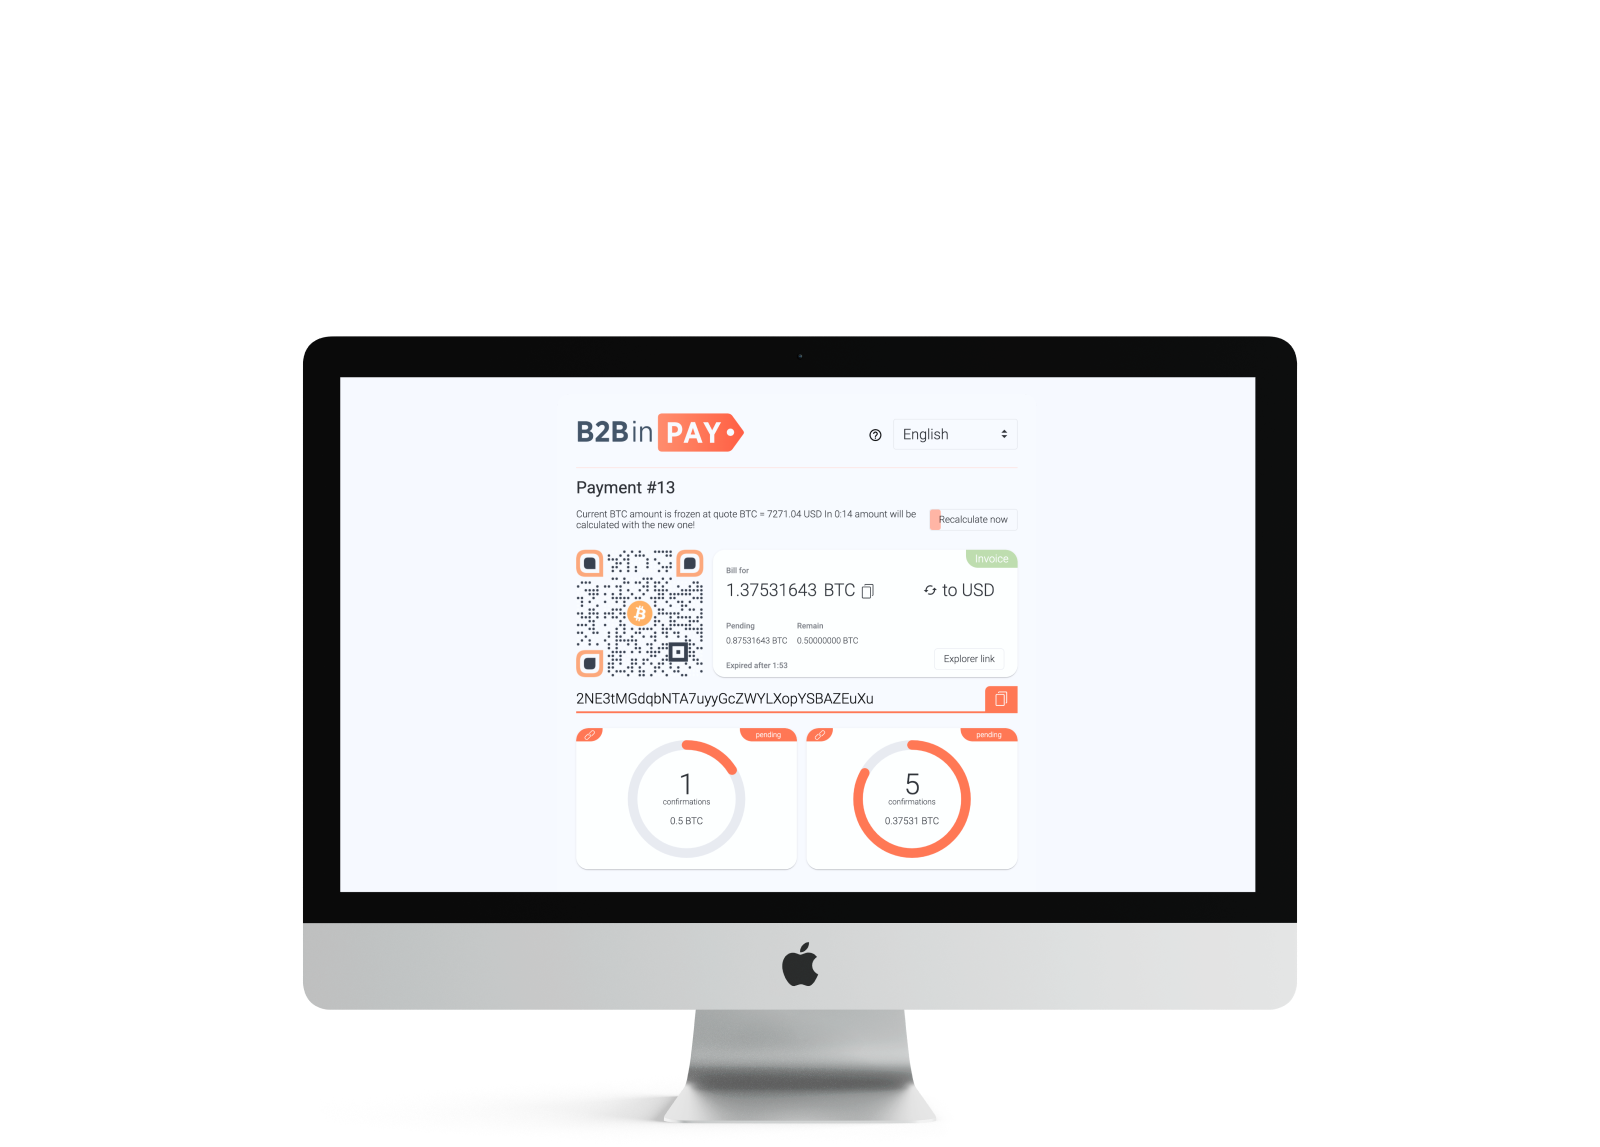 B2Bin PAY
English
Payment #13
Current BTC amount is frozen at quote BTC = 7271.04 USD In 0:14 amount will be
calculated with the new one!
Recalculate now
Invoice
Bill for
1.37531643 BTC
to USD
Pending
Remain
0.87531643 BTC
0.50000000 BTC
Expired after 1:53
Explorer link
2NE3tMGdqbNTA7uyyGcZWYLXopYSBAZEuXu
pending
1
confirmations
0.5 BTC
pending
5
confirmations
0.37531 BTC